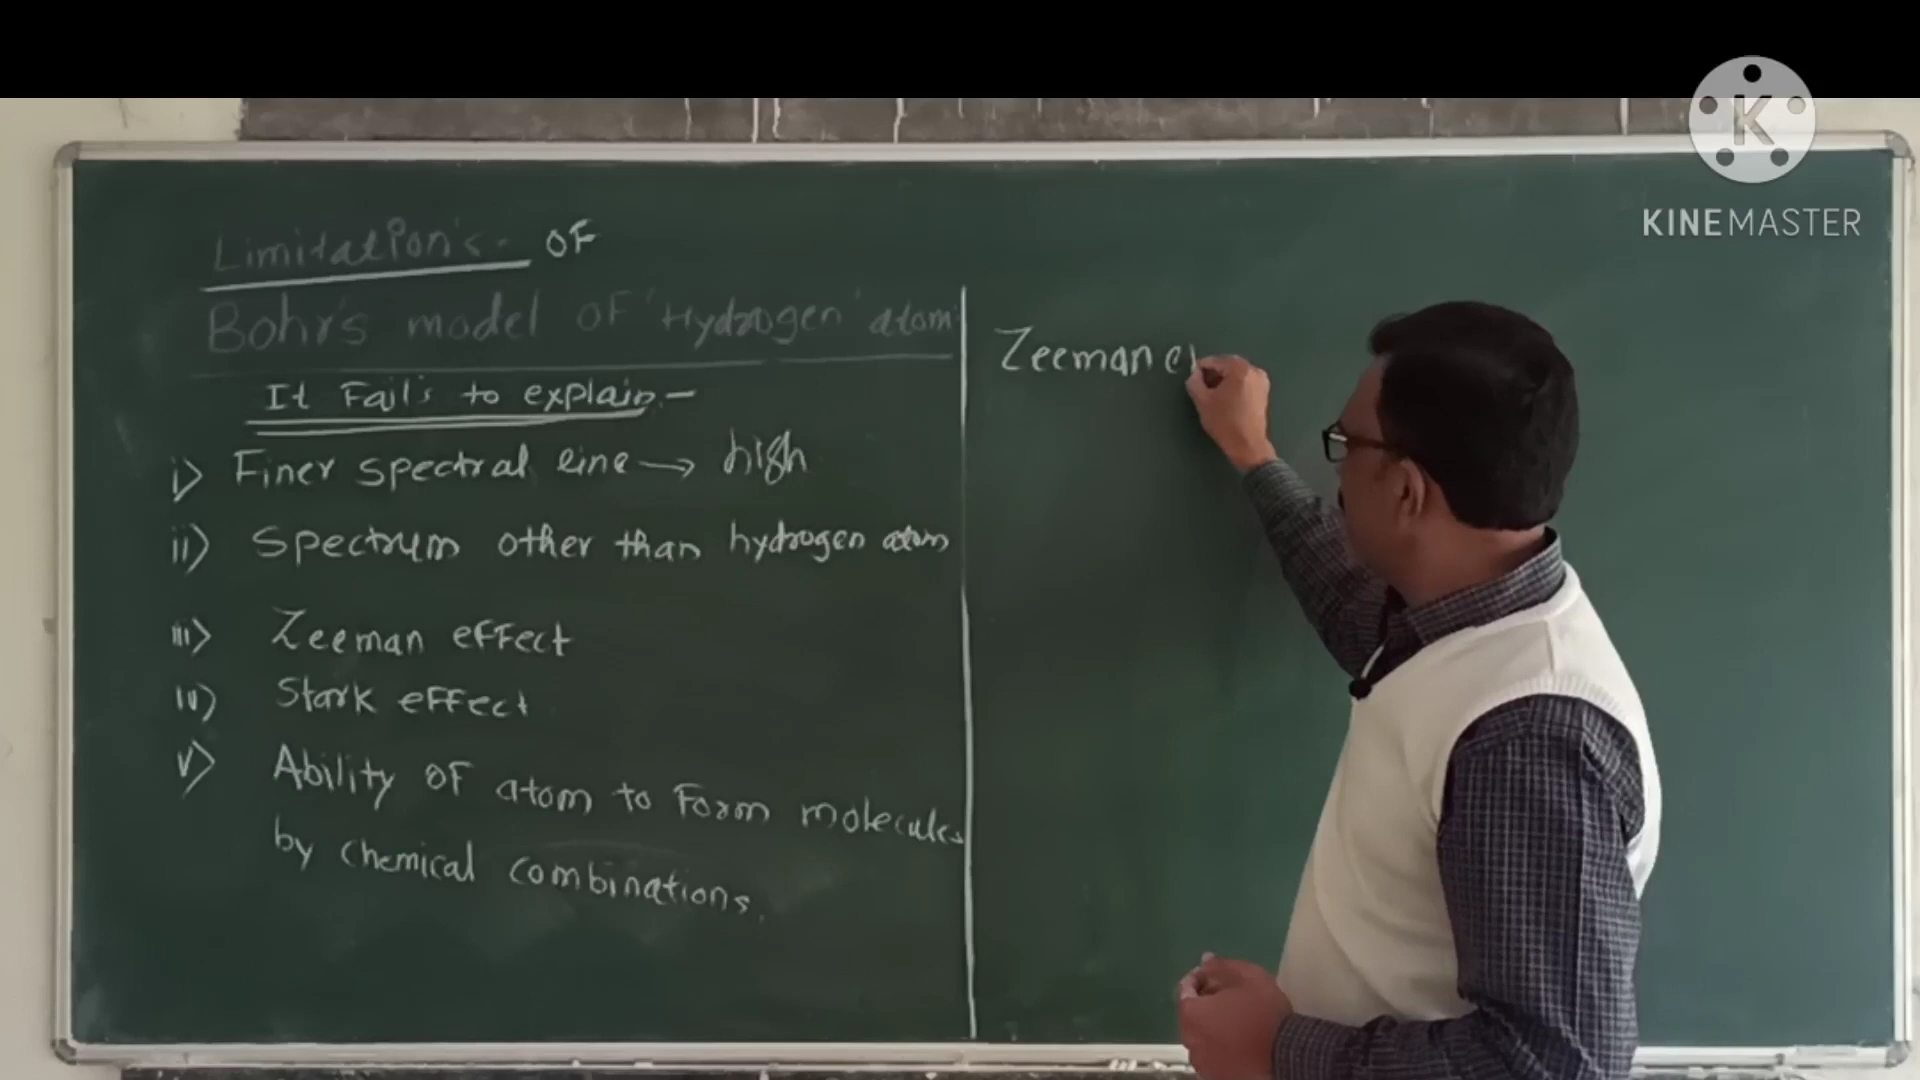 Limitation's. OF
Bohr's model OF 'Hydrogen' atom
It Fail's to explain.-
i) Finer spectral line → high
ii) Spectrum other than hydrogen atom
iii) Zeeman effect
iv) Stark effect
v) Ability OF atom to Form molecules
by chemical combinations.
Zeeman e
K
KINEMASTER